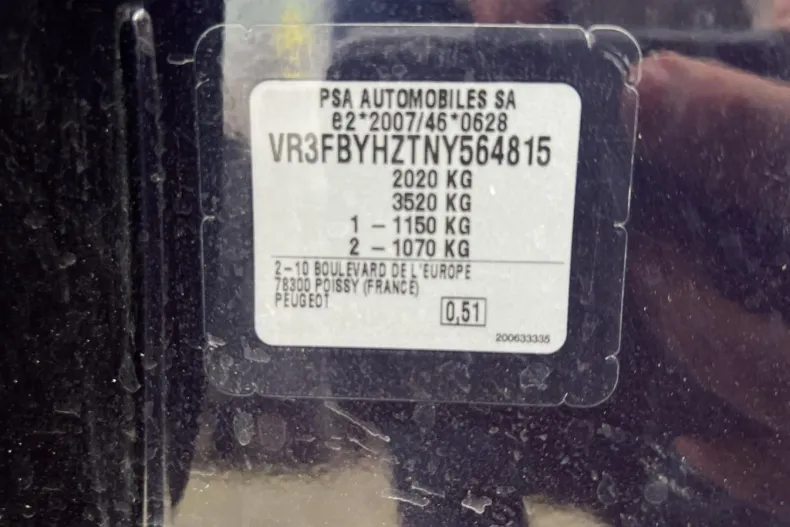 PSA AUTOMOBILES SA
e2*2007/46*0628
VR3FBYHZTNY564815
2020 KG
3520 KG
1 - 1150 KG
2 - 1070 KG
2-10 BOULEVARD DE L'EUROPE
78300 POISSY (FRANCE)
PEUGEOT
0,51
200633335